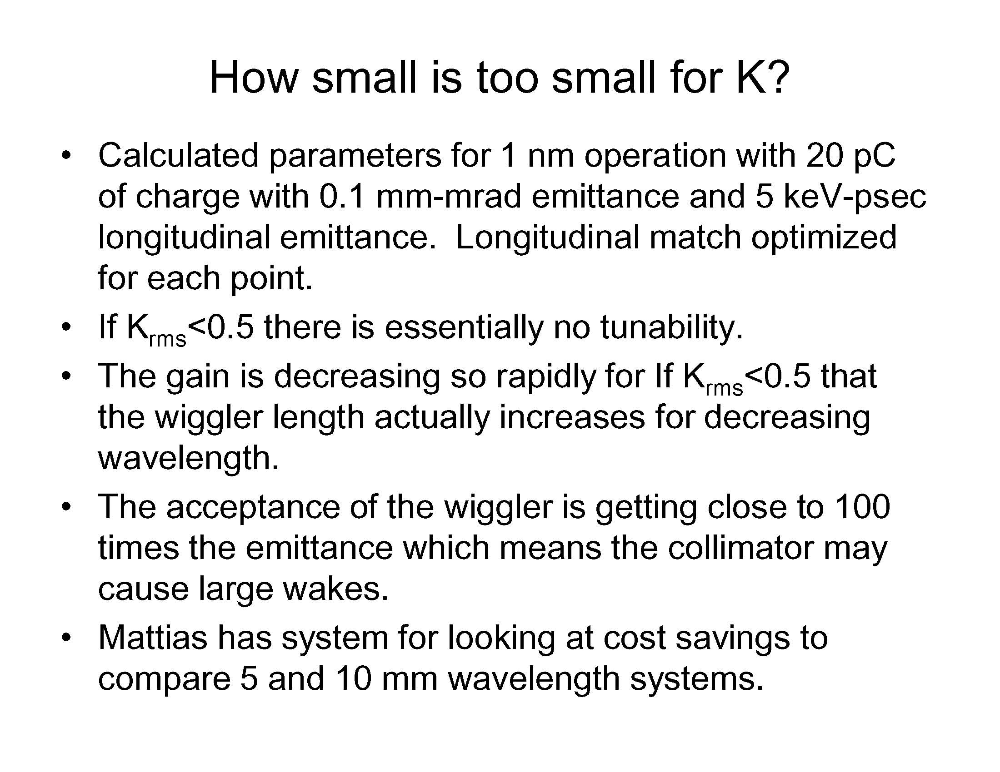 How small is too small for K?
• Calculated parameters for 1 nm operation with 20 pC
of charge with 0.1 mm-mrad emittance and 5 keV-psec
longitudinal emittance.  Longitudinal match optimized
for each point.
• If Krms<0.5 there is essentially no tunability.
• The gain is decreasing so rapidly for If Krms<0.5 that
the wiggler length actually increases for decreasing
wavelength.
• The acceptance of the wiggler is getting close to 100
times the emittance which means the collimator may
cause large wakes.
• Mattias has system for looking at cost savings to
compare 5 and 10 mm wavelength systems.